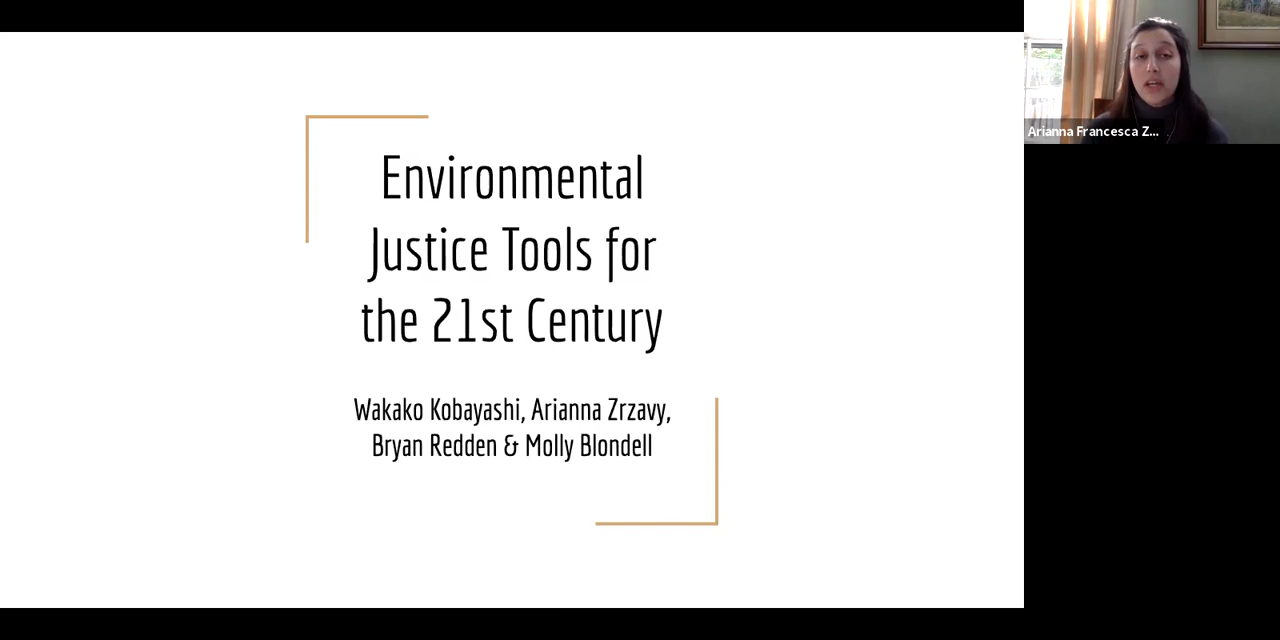 Environmental
Justice Tools for
the 21st Century
Wakako Kobayashi, Arianna Zrzavy,
Bryan Redden & Molly Blondell
Arianna Francesca Z...